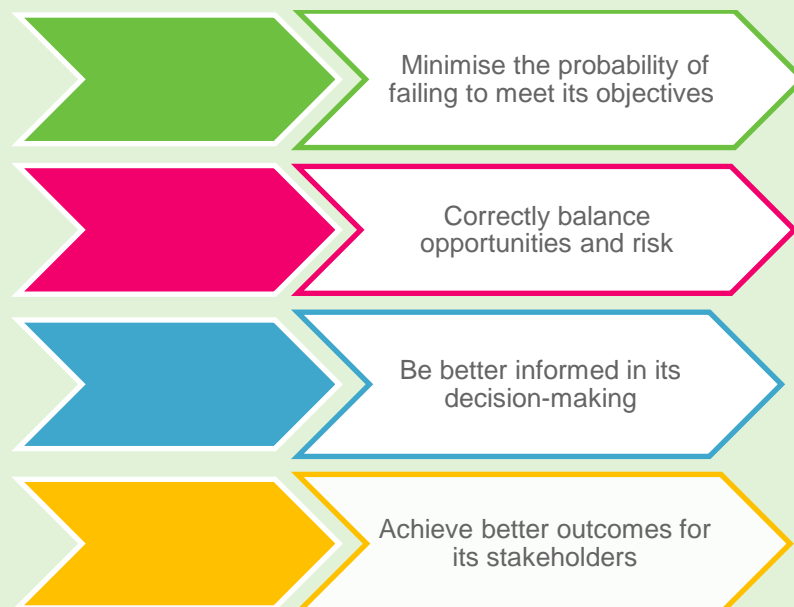 Minimise the probability of
failing to meet its objectives
Correctly balance
opportunities and risk
Be better informed in its
decision-making
Achieve better outcomes for
its stakeholders